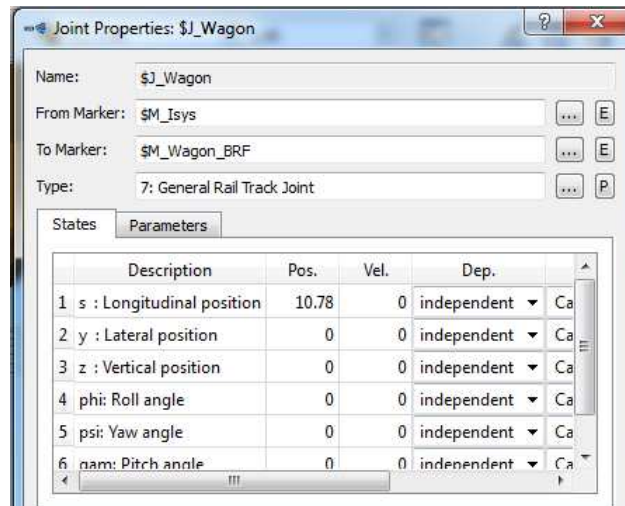 Joint Properties: $J_Wagon
Name: $J_Wagon
From Marker: $M_Isys ... E
To Marker: $M_Wagon_BRF ... E
Type: 7: General Rail Track Joint ... P
States Parameters
Description Pos. Vel. Dep.
1 s : Longitudinal position 10.78 0 independent Ca
2 y : Lateral position 0 0 independent Ca
3 z : Vertical position 0 0 independent Ca
4 phi: Roll angle 0 0 independent Ca
5 psi: Yaw angle 0 0 independent Ca
6 gam: Pitch angle 0 0 independent Ca